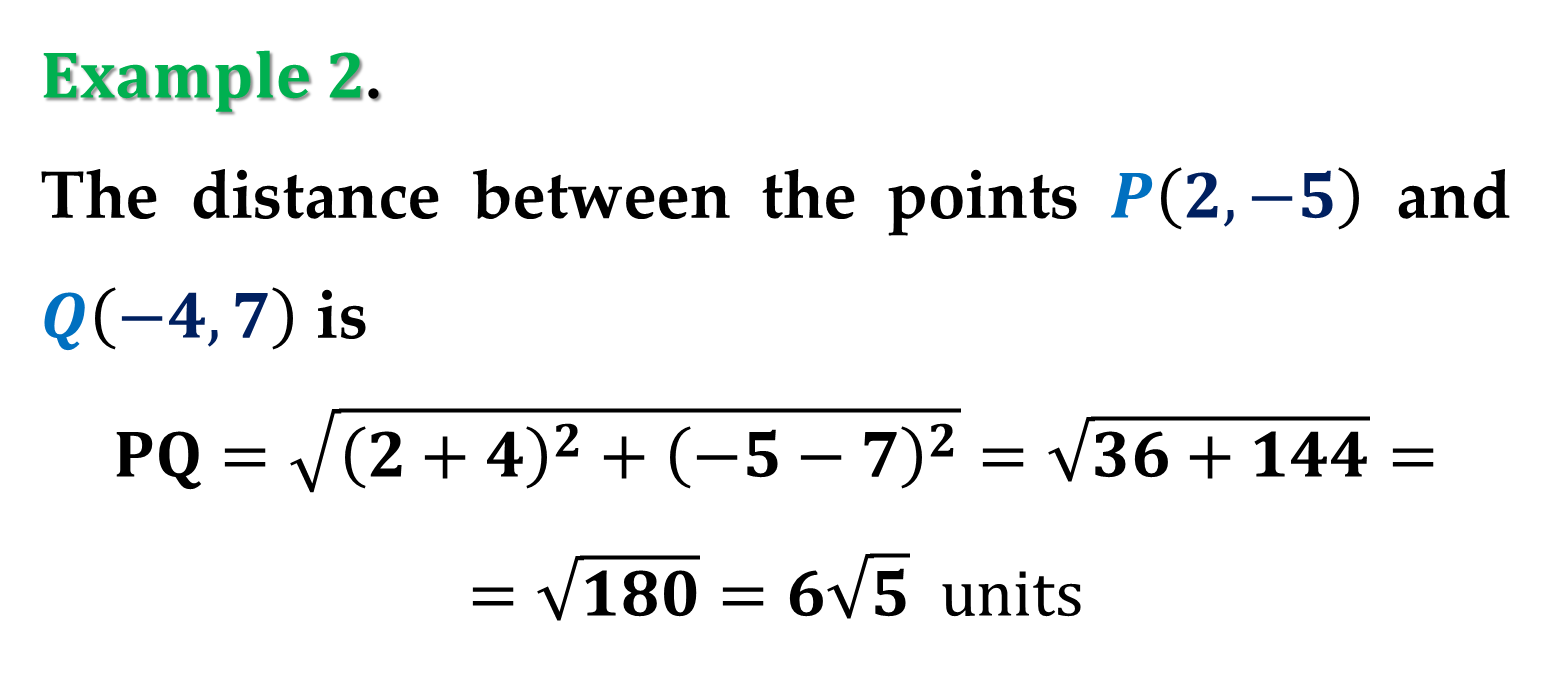 Example 2.
The distance between the points P(2, −5) and
Q(−4, 7) is
PQ = √(2 + 4)² + (−5 − 7)² = √36 + 144 =
= √180 = 6√5 units